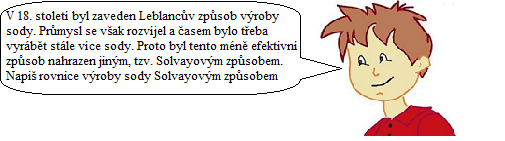 V 18. století byl zaveden Leblancův způsob výroby
sody. Průmysl se však rozvíjel a časem bylo třeba
vyrábět stále více sody. Proto byl tento méně efektivní
způsob nahrazen jiným, tzv. Solvayovým způsobem.
Napiš rovnice výroby sody Solvayovým způsobem